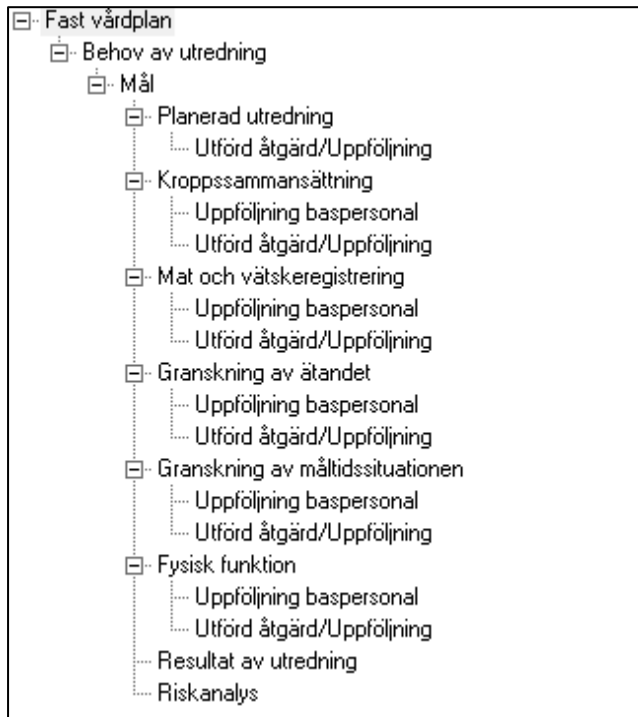 Fast vårdplan
Behov av utredning
Mål
Planerad utredning
Utförd åtgärd/Uppföljning
Kroppssammansättning
Uppföljning baspersonal
Utförd åtgärd/Uppföljning
Mat och vätskeregistrering
Uppföljning baspersonal
Utförd åtgärd/Uppföljning
Granskning av ätandet
Uppföljning baspersonal
Utförd åtgärd/Uppföljning
Granskning av måltidssituationen
Uppföljning baspersonal
Utförd åtgärd/Uppföljning
Fysisk funktion
Uppföljning baspersonal
Utförd åtgärd/Uppföljning
Resultat av utredning
Riskanalys